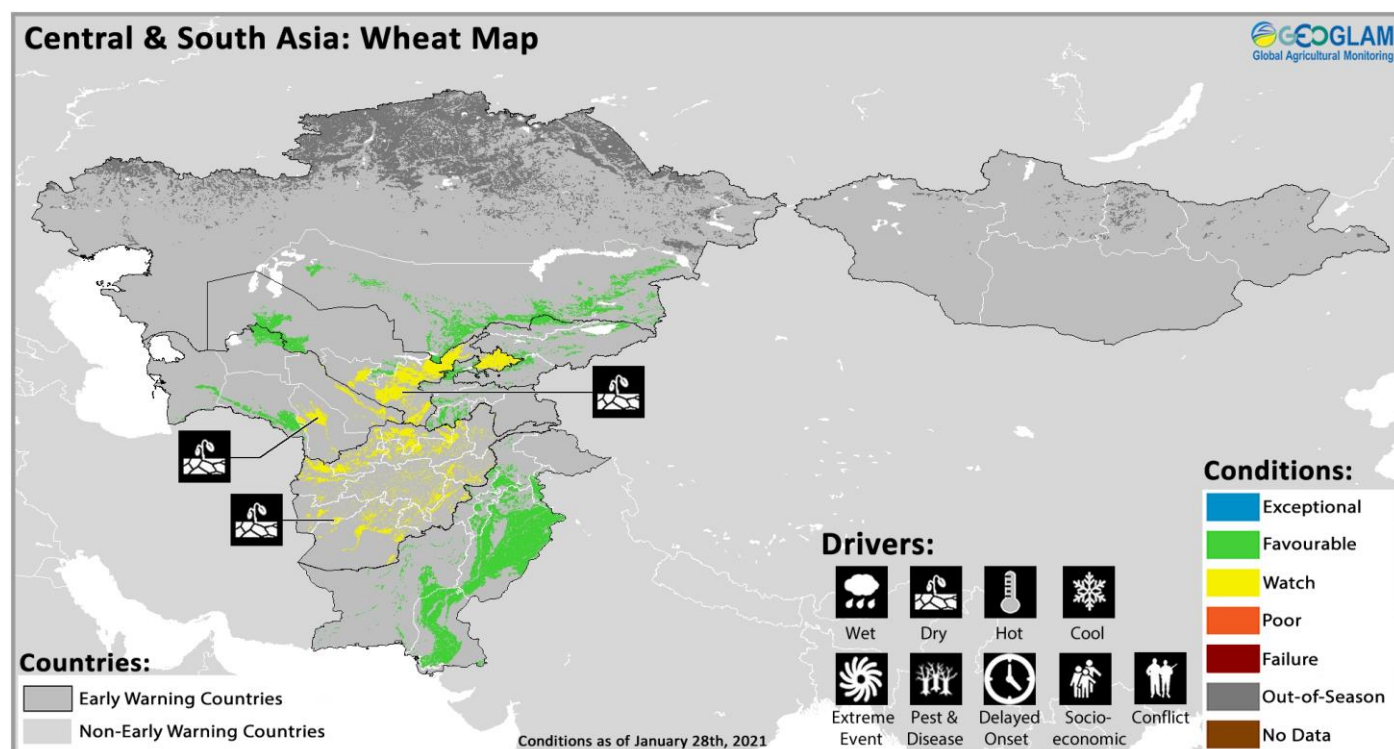 Central & South Asia: Wheat Map
GEOGLAM
Global Agricultural Monitoring
Countries:
Early Warning Countries
Non-Early Warning Countries
Conditions as of January 28th, 2021
Drivers:
Wet
Dry
Hot
Cool
Extreme
Event
Pest &
Disease
Delayed
Onset
Socio-
economic
Conflict
Conditions:
Exceptional
Favourable
Watch
Poor
Failure
Out-of-Season
No Data